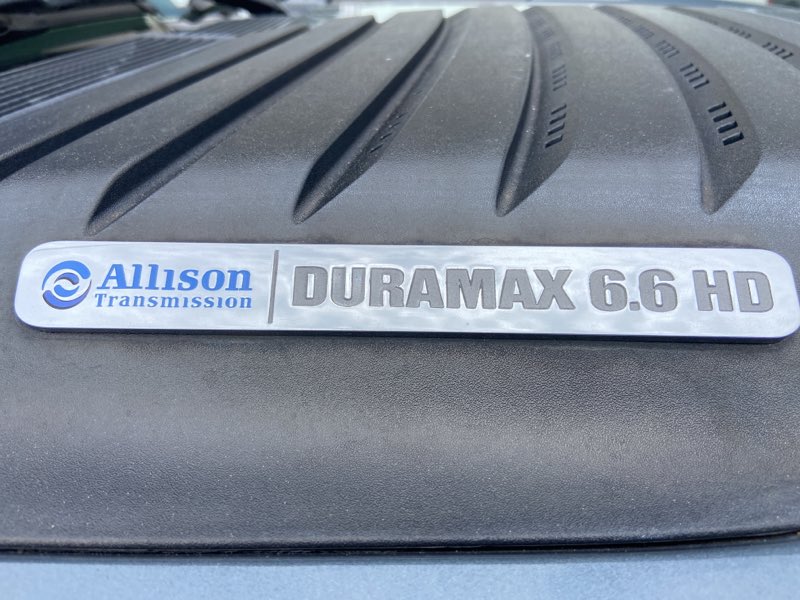 Allison
Transmission
DURAMAX 6.6 HD